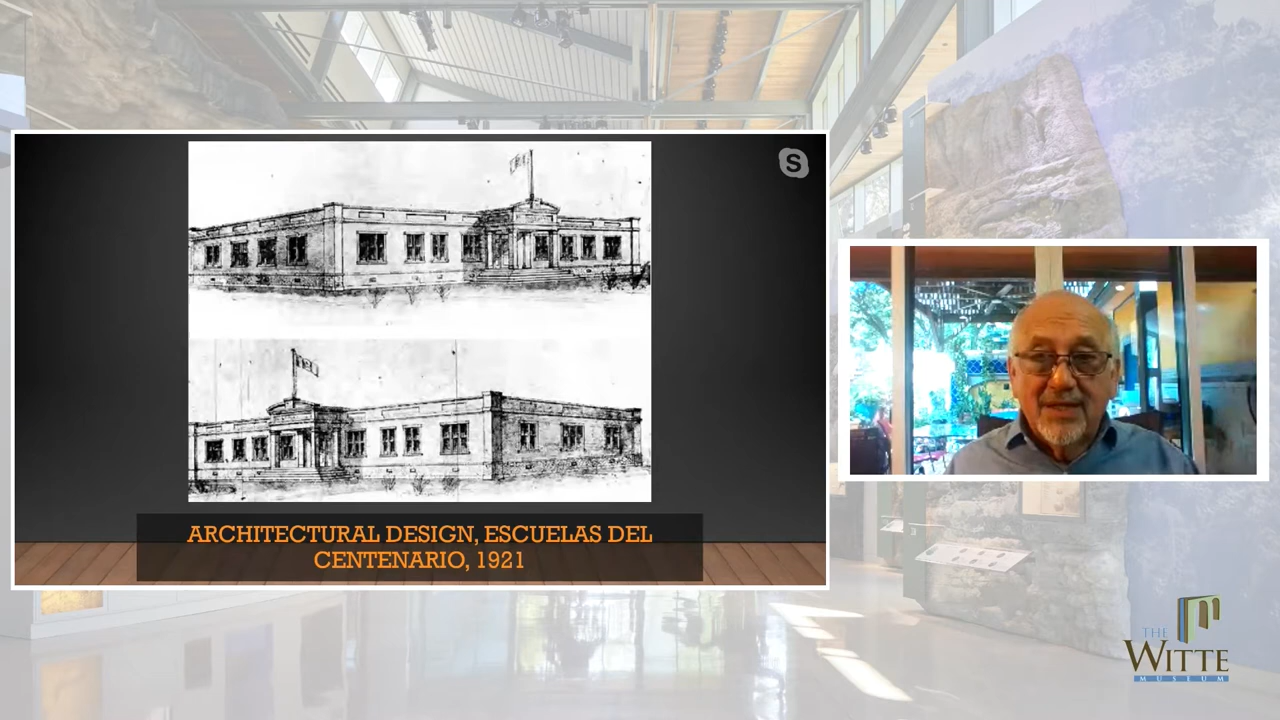 S
ARCHITECTURAL DESIGN, ESCUELAS DEL
CENTENARIO, 1921
THE
WITTE
MUSEUM